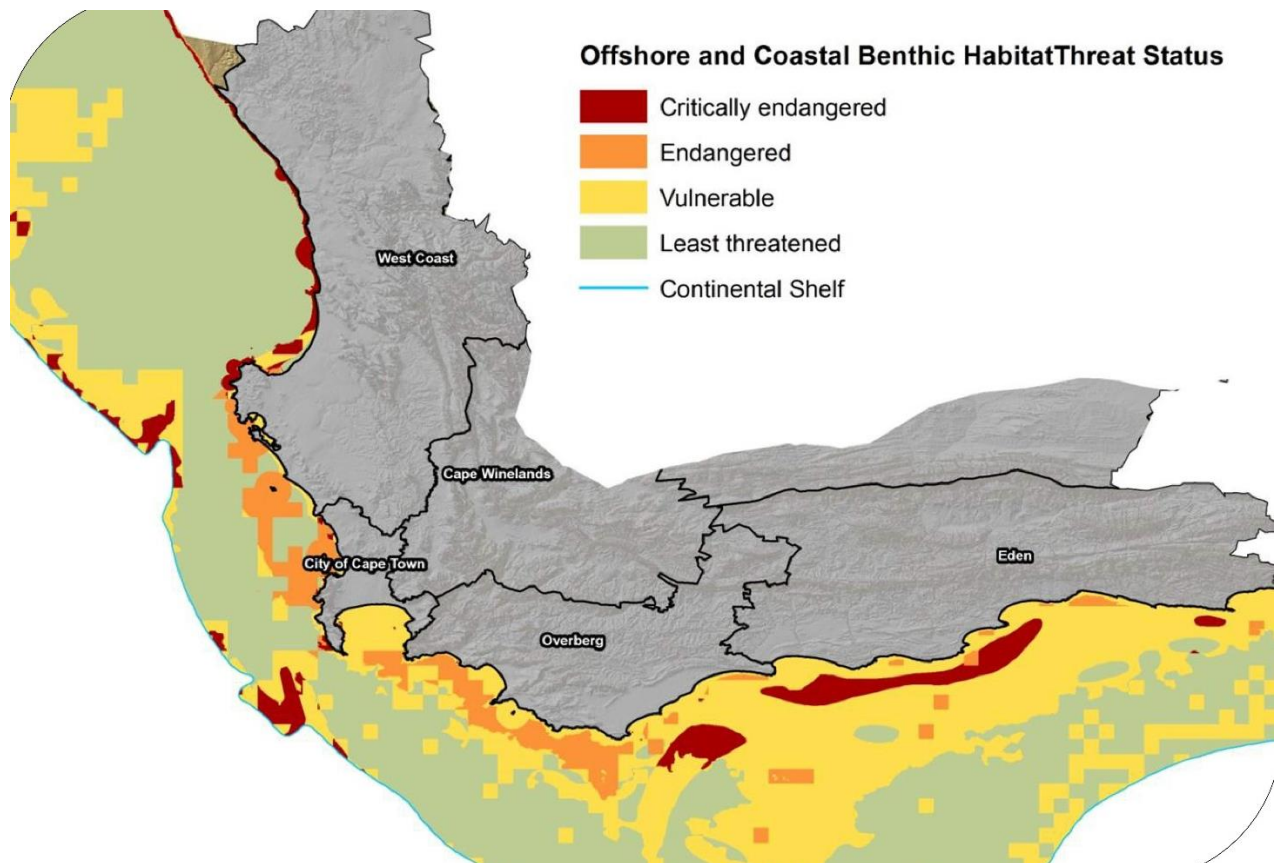 Offshore and Coastal Benthic HabitatThreat Status
Critically endangered
Endangered
Vulnerable
Least threatened
Continental Shelf
West Coast
Cape Winelands
Eden
City of Cape Town
Overberg